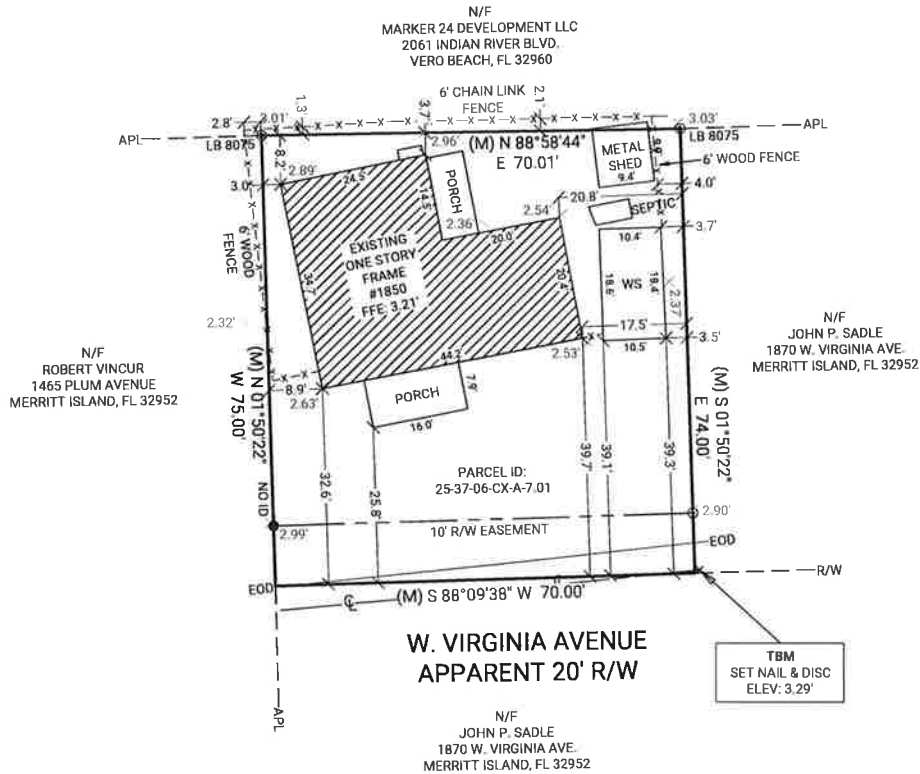 N/F
MARKER 24 DEVELOPMENT LLC
2061 INDIAN RIVER BLVD.
VERO BEACH, FL 32960
6' CHAIN LINK
FENCE
1.3'
3.7'
2.1'
2.8'
3.01'
3.03'
APL
LB 8075
2.96'
(M) N 88°58'44"
E 70.01'
LB 8075
APL
8.2'
METAL
SHED
9.4'
9.9'
6' WOOD FENCE
3.0'
2.89'
24.5'
14.5'
PORCH
20.8'
4.0'
SEPTIC
2.54'
2.36
20.0'
3.7'
10.4'
6' WOOD
FENCE
EXISTING
ONE STORY
FRAME
#1850
FFE: 3.21'
34.7'
20.4'
18.6'
WS
18.4'
2.37
2.32'
17.5'
3.5'
10.5'
2.53'
44.2'
N/F
ROBERT VINCUR
1465 PLUM AVENUE
MERRITT ISLAND, FL 32952
N/F
JOHN P. SADLE
1870 W. VIRGINIA AVE.
MERRITT ISLAND, FL 32952
(M) N 01°50'22"
W 75.00'
8.9'
2.63'
PORCH
7.9'
16.0'
(M) S 01°50'22"
E 74.00'
32.6'
25.8'
39.7'
39.1'
39.3'
PARCEL ID:
25-37-06-CX-A-7.01
NO ID
2.99'
10' R/W EASEMENT
2.90'
EOD
EOD
R/W
(M) S 88°09'38" W 70.00'
W. VIRGINIA AVENUE
APPARENT 20' R/W
TBM
SET NAIL & DISC
ELEV: 3.29'
APL
N/F
JOHN P. SADLE
1870 W. VIRGINIA AVE.
MERRITT ISLAND, FL 32952